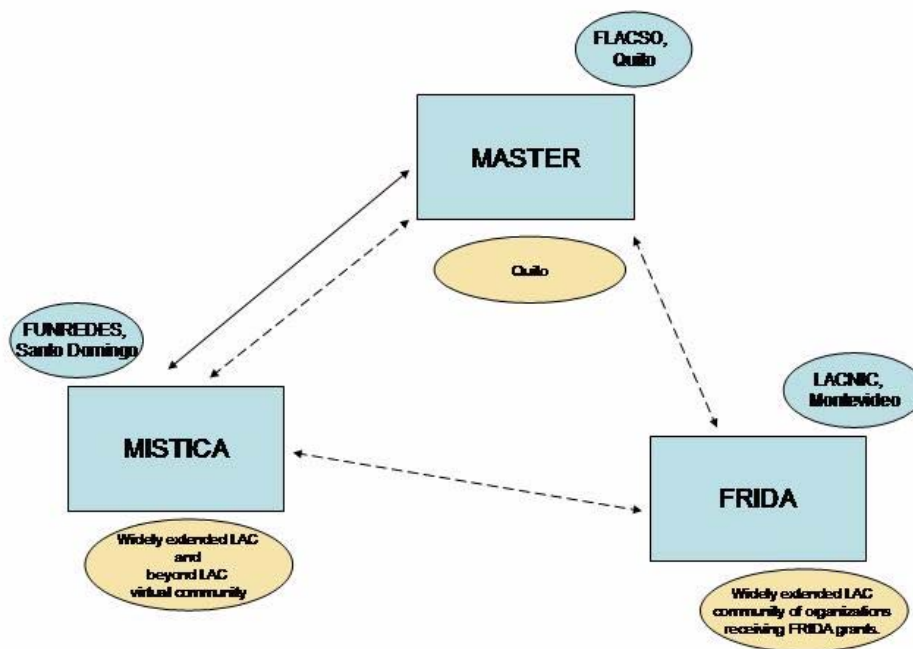 FLACSO,
Quito
MASTER
Quito
FUNREDES,
Santo Domingo
MISTICA
Widely extended LAC
and
beyond LAC
virtual community
LACNIC,
Montevideo
FRIDA
Widely extended LAC
community of organizations
receiving FRIDA grants.